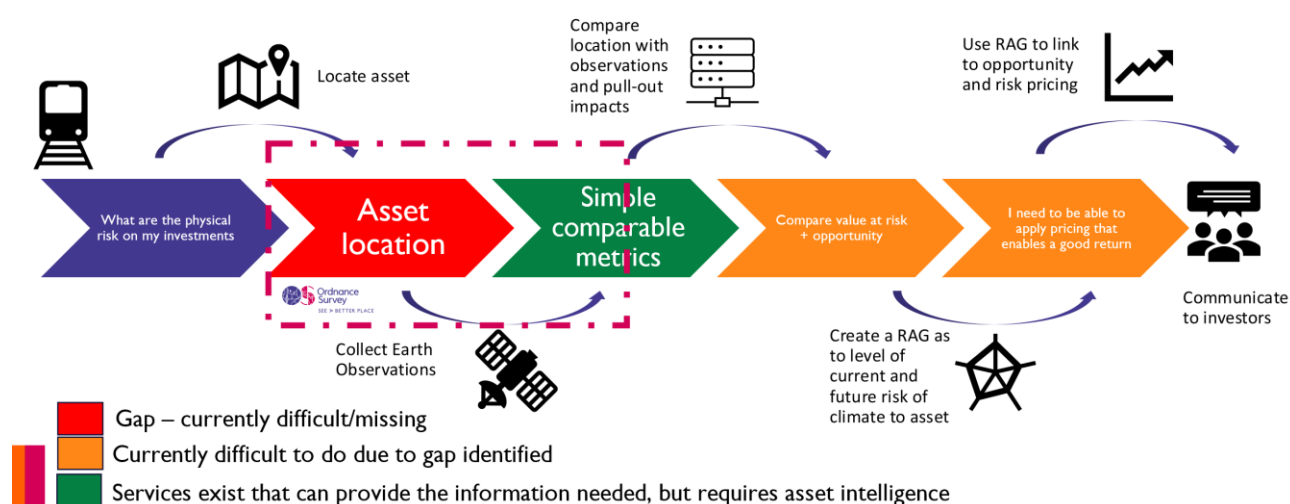 Locate asset
Compare
location with
observations
and pull-out
impacts
Use RAG to link
to opportunity
and risk pricing
What are the physical
risk on my investments
Asset
location
Simple
comparable
metrics
Compare value at risk
+ opportunity
I need to be able to
apply pricing that
enables a good return
Ordnance
Survey
SEE A BETTER PLACE
Collect Earth
Observations
Create a RAG as
to level of
current and
future risk of
climate to asset
Communicate
to investors
Gap – currently difficult/missing
Currently difficult to do due to gap identified
Services exist that can provide the information needed, but requires asset intelligence